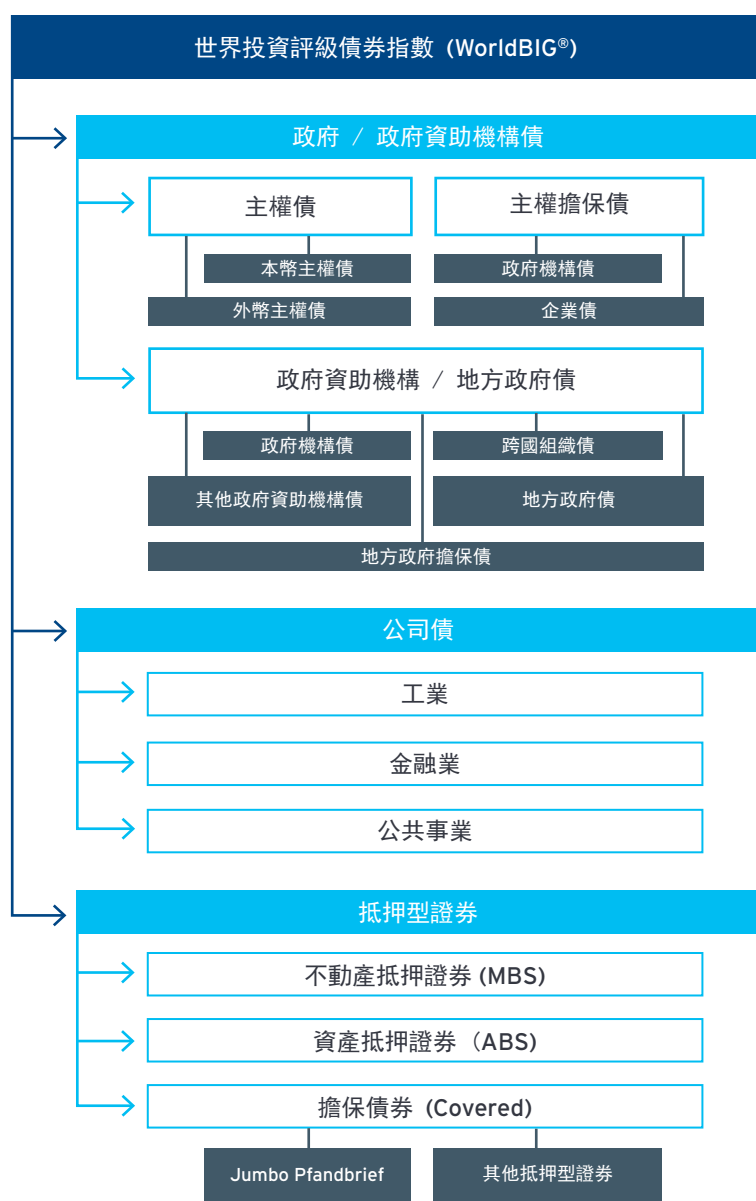 世界投資評級債券指數 (WorldBIG®)
政府 / 政府資助機構債
主權債
主權擔保債
本幣主權債
政府機構債
外幣主權債
企業債
政府資助機構 / 地方政府債
政府機構債
跨國組織債
其他政府資助機構債
地方政府債
地方政府擔保債
公司債
工業
金融業
公共事業
抵押型證券
不動產抵押證券 (MBS)
資產抵押證券（ABS)
擔保債券 (Covered)
Jumbo Pfandbrief
其他抵押型證券